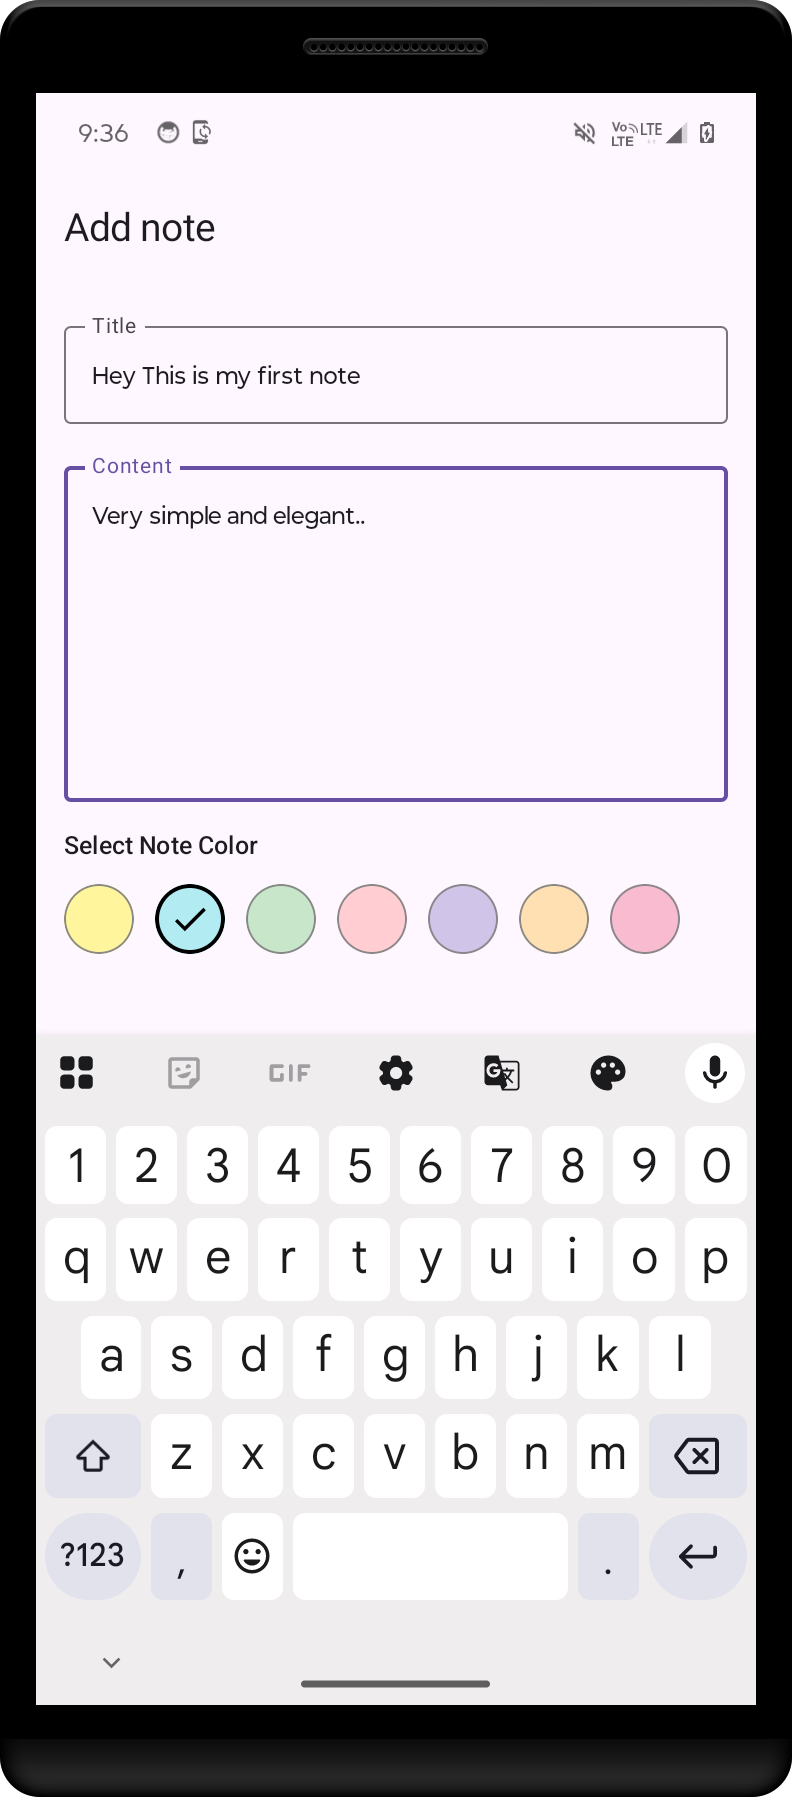 9:36
Vo LTE
LTE
Add note
Title
Hey This is my first note
Content
Very simple and elegant..
Select Note Color
GIF
G 文
1 2 3 4 5 6 7 8 9 0
q w e r t y u i o p
a s d f g h j k l
z x c v b n m
?123 , .